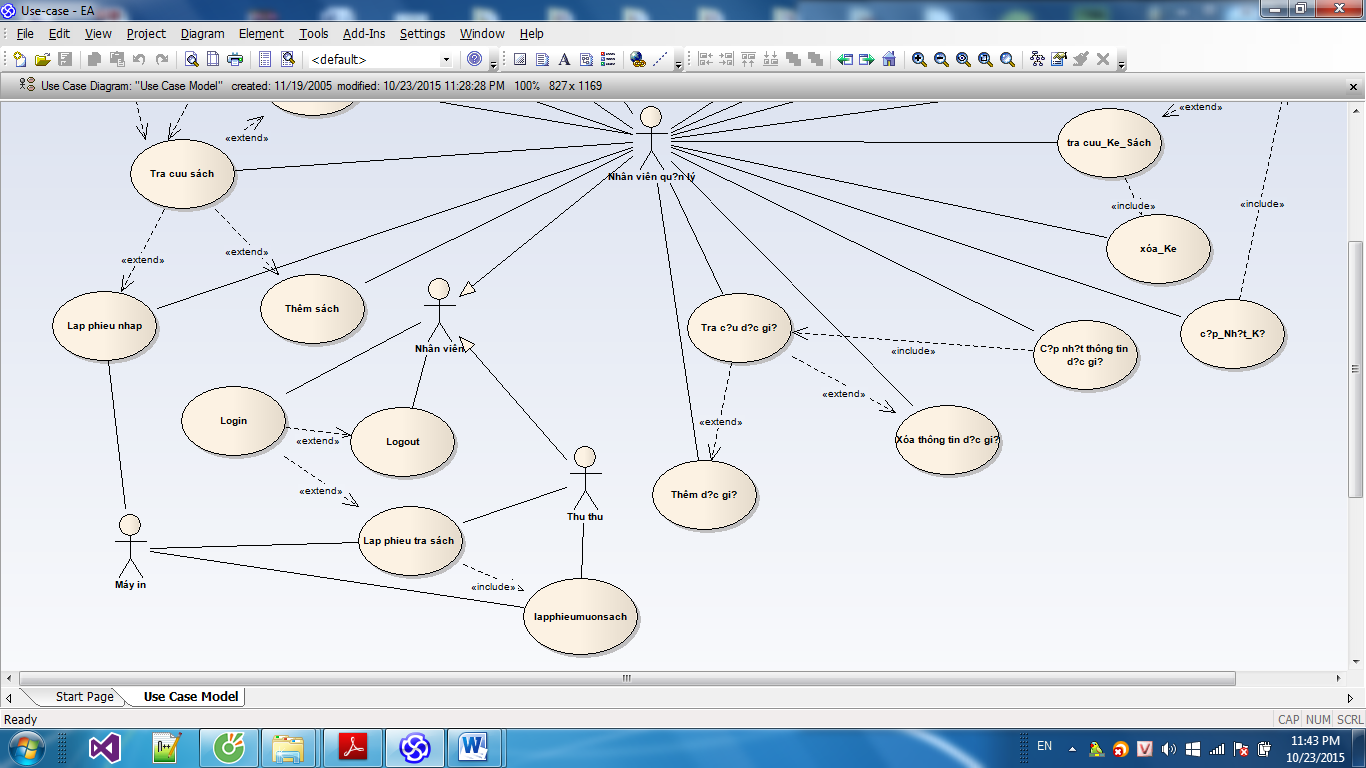 Use-case - EA
File Edit View Project Diagram Element Tools Add-Ins Settings Window Help
<default>
Use Case Diagram: "Use Case Model" created: 11/19/2005 modified: 10/23/2015 11:28:28 PM 100% 827 x 1169
«extend»
«extend»
Tra cuu sách
tra cuu_Ke_Sách
Nhân viên qu?n lý
«include»
«include»
«extend»
«extend»
xóa_Ke
Thêm sách
Lap phieu nhap
Nhân viên
Tra c?u d?c gi?
c?p_Nh?t_K?
«include»
C?p nh?t thông tin
d?c gi?
«extend»
«extend»
Login
«extend»
Logout
Xóa thông tin d?c gi?
«extend»
Thêm d?c gi?
Thu thu
Lap phieu tra sách
Máy in
«include»
lapphieumuonsach
Start Page Use Case Model
Ready CAP NUM SCRL
EN 11:43 PM
10/23/2015